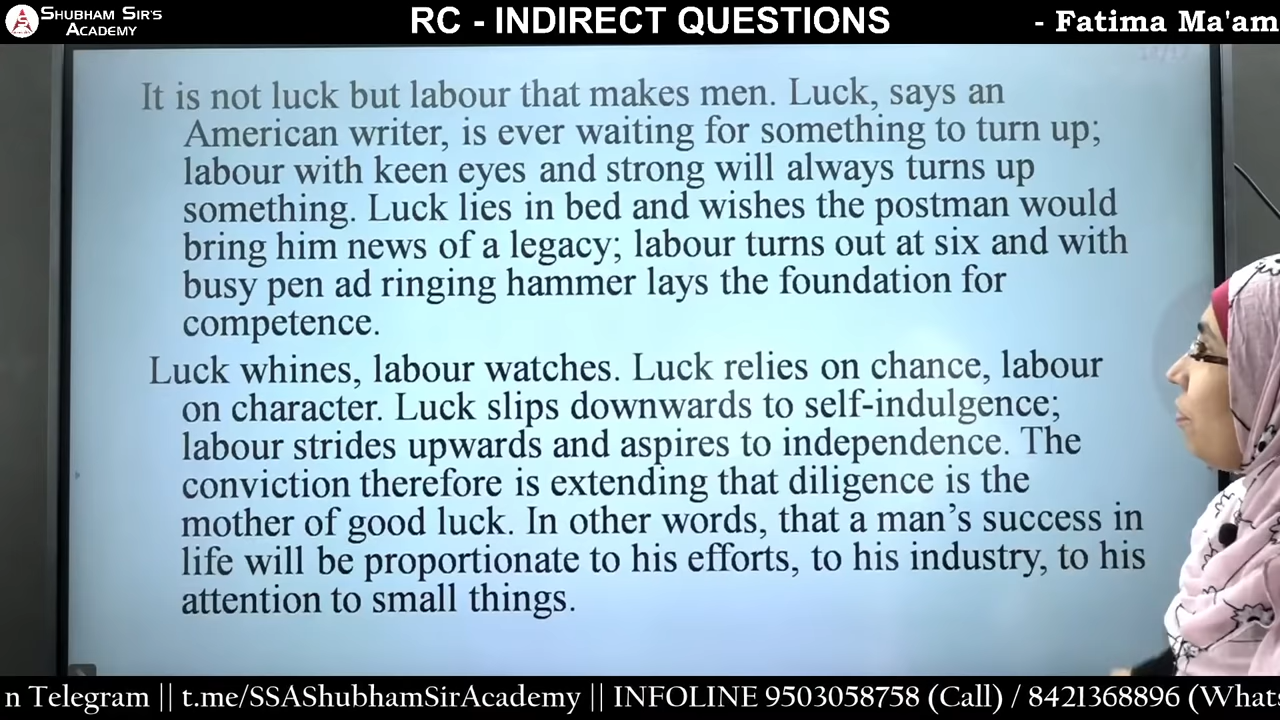 SHUBHAM SIR'S
ACADEMY
RC - INDIRECT QUESTIONS
- Fatima Ma'am
It is not luck but labour that makes men. Luck, says an
American writer, is ever waiting for something to turn up;
labour with keen eyes and strong will always turns up
something. Luck lies in bed and wishes the postman would
bring him news of a legacy; labour turns out at six and with
busy pen ad ringing hammer lays the foundation for
competence.
Luck whines, labour watches. Luck relies on chance, labour
on character. Luck slips downwards to self-indulgence;
labour strides upwards and aspires to independence. The
conviction therefore is extending that diligence is the
mother of good luck. In other words, that a man's success in
life will be proportionate to his efforts, to his industry, to his
attention to small things.
n Telegram || t.me/SSAShubhamSirAcademy || INFOLINE 9503058758 (Call) / 8421368896 (Whats